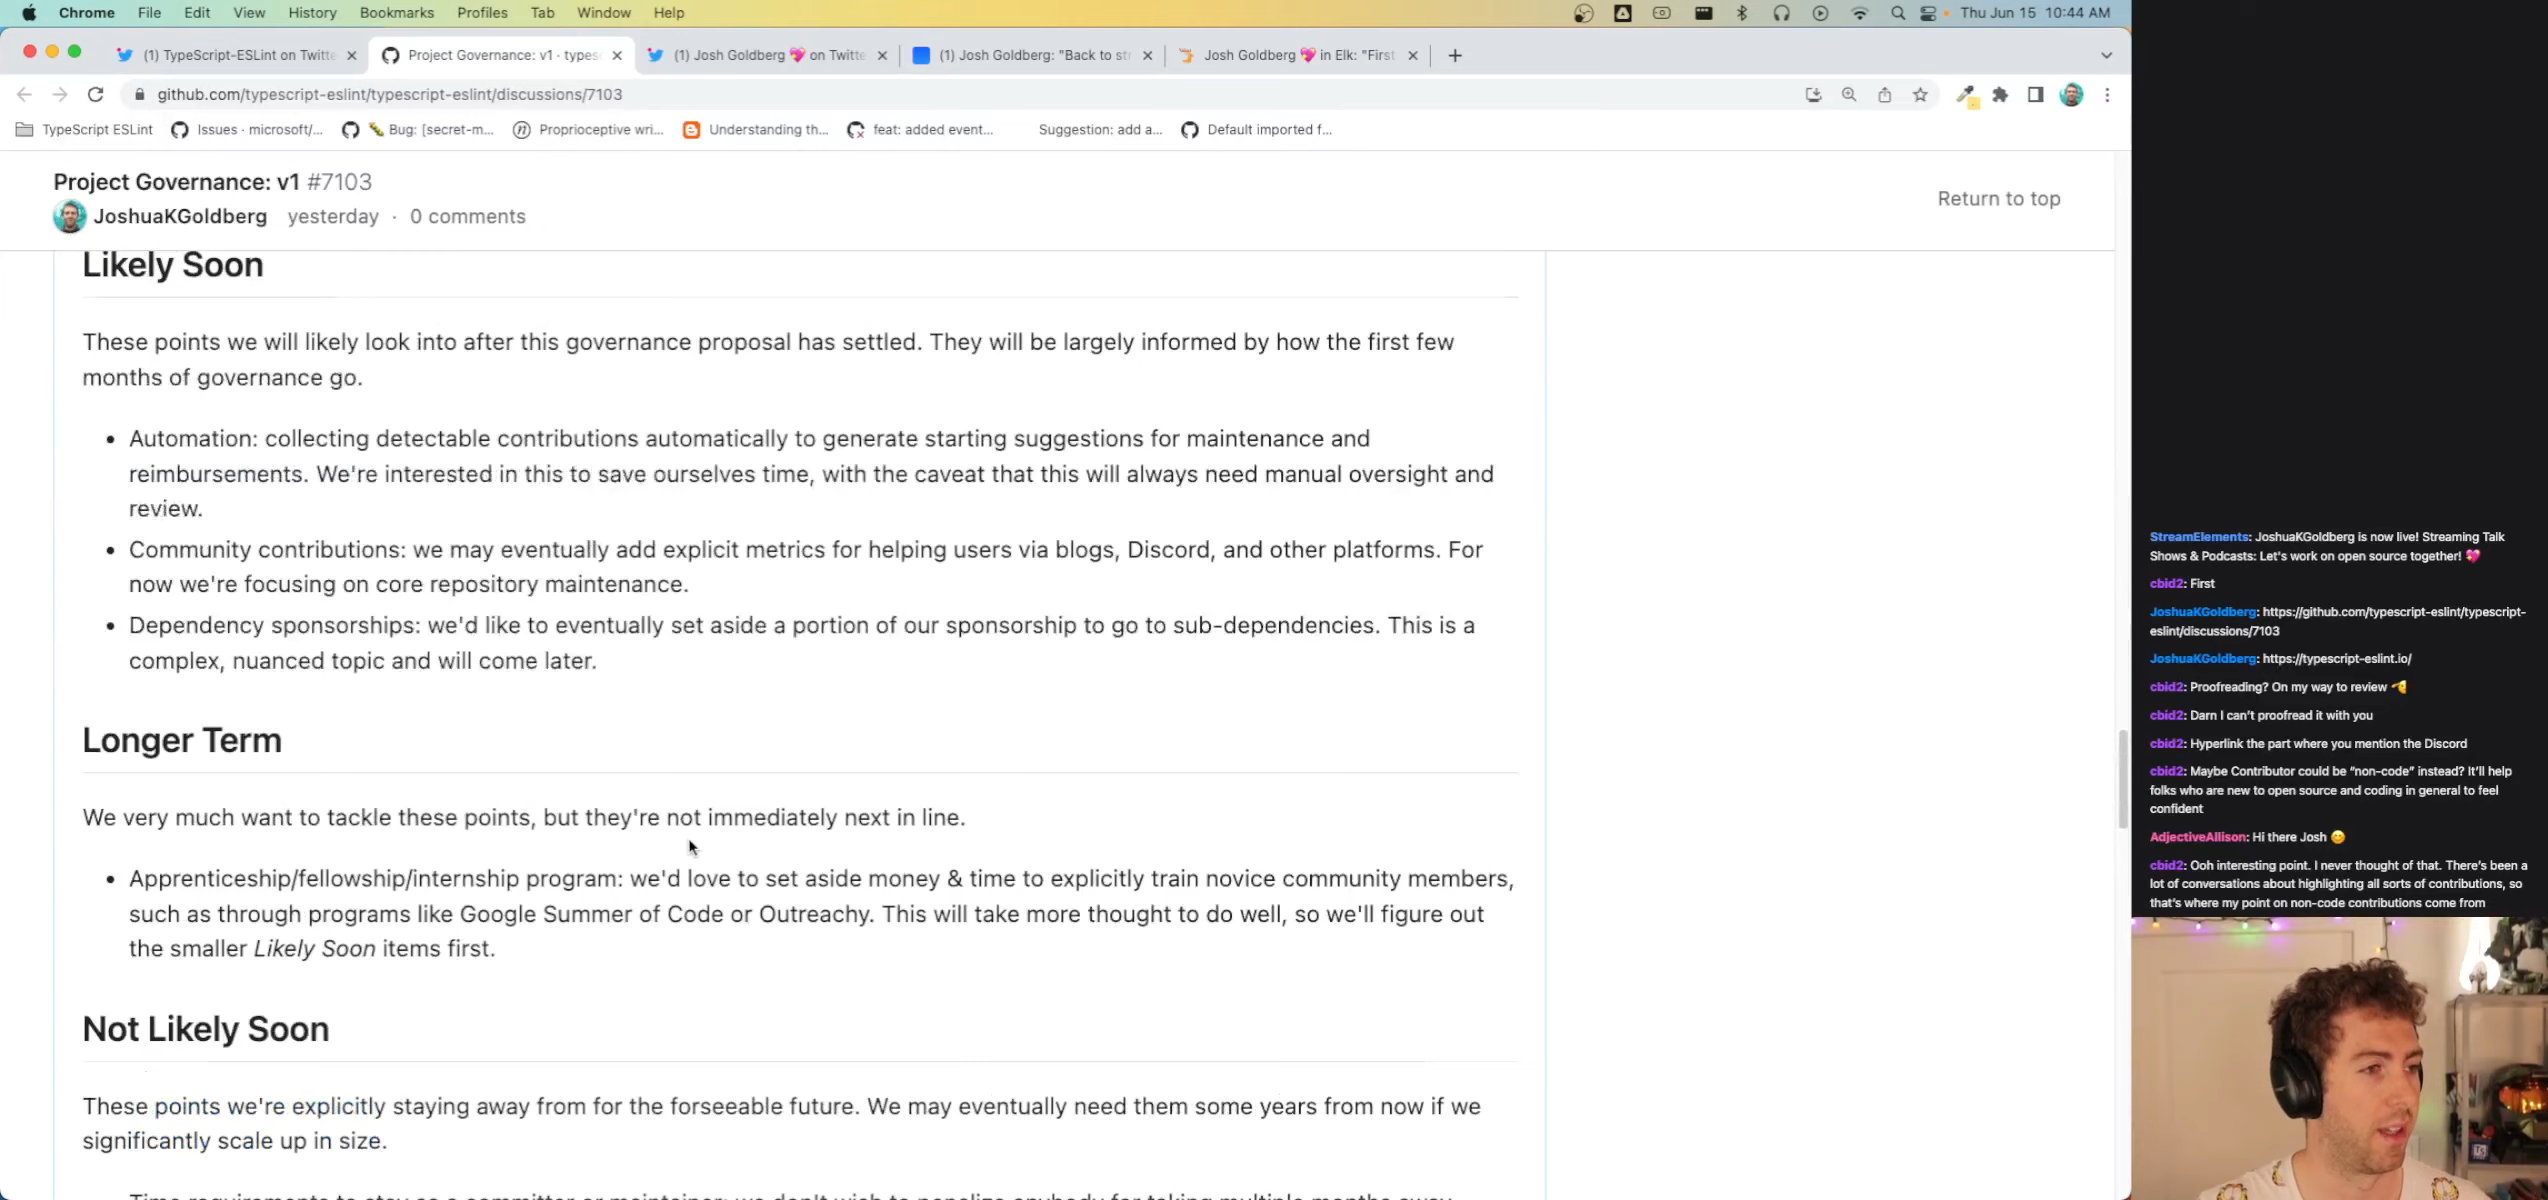 Chrome File Edit View History Bookmarks Profiles Tab Window Help Thu Jun 15 10:44 AM
(1) TypeScript-ESLint on Twitte Project Governance: v1 · types (1) Josh Goldberg 💖 on Twitte (1) Josh Goldberg: "Back to str Josh Goldberg 💖 in Elk: "First
github.com/typescript-eslint/typescript-eslint/discussions/7103
TypeScript ESLint Issues · microsoft/... 🐛 Bug: [secret-m... Proprioceptive wri... Understanding th... feat: added event... Suggestion: add a... Default imported f...
Project Governance: v1 #7103
JoshuaKGoldberg yesterday · 0 comments
Return to top
Likely Soon
These points we will likely look into after this governance proposal has settled. They will be largely informed by how the first few
months of governance go.
• Automation: collecting detectable contributions automatically to generate starting suggestions for maintenance and
reimbursements. We're interested in this to save ourselves time, with the caveat that this will always need manual oversight and
review.
• Community contributions: we may eventually add explicit metrics for helping users via blogs, Discord, and other platforms. For
now we're focusing on core repository maintenance.
• Dependency sponsorships: we'd like to eventually set aside a portion of our sponsorship to go to sub-dependencies. This is a
complex, nuanced topic and will come later.
Longer Term
We very much want to tackle these points, but they're not immediately next in line.
• Apprenticeship/fellowship/internship program: we'd love to set aside money & time to explicitly train novice community members,
such as through programs like Google Summer of Code or Outreachy. This will take more thought to do well, so we'll figure out
the smaller Likely Soon items first.
Not Likely Soon
These points we're explicitly staying away from for the forseeable future. We may eventually need them some years from now if we
significantly scale up in size.
Time requirements to stay as a committer or maintainer: we don't wish to penalize anybody for taking multiple months away
StreamElements: JoshuaKGoldberg is now live! Streaming Talk
Shows & Podcasts: Let's work on open source together! 💖
cbid2: First
JoshuaKGoldberg: https://github.com/typescript-eslint/typescript-
eslint/discussions/7103
JoshuaKGoldberg: https://typescript-eslint.io/
cbid2: Proofreading? On my way to review 🫡
cbid2: Darn I can't proofread it with you
cbid2: Hyperlink the part where you mention the Discord
cbid2: Maybe Contributor could be "non-code" instead? It'll help
folks who are new to open source and coding in general to feel
confident
AdjectiveAllison: Hi there Josh 😊
cbid2: Ooh interesting point. I never thought of that. There's been a
lot of conversations about highlighting all sorts of contributions, so
that's where my point on non-code contributions come from